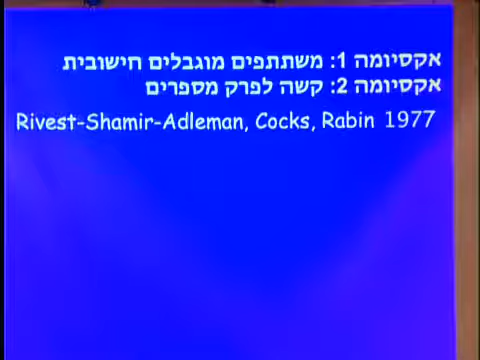 אקסיומה 1: משתתפים מוגבלים חישובית
אקסיומה 2: קשה לפרק מספרים
Rivest-Shamir-Adleman, Cocks, Rabin 1977